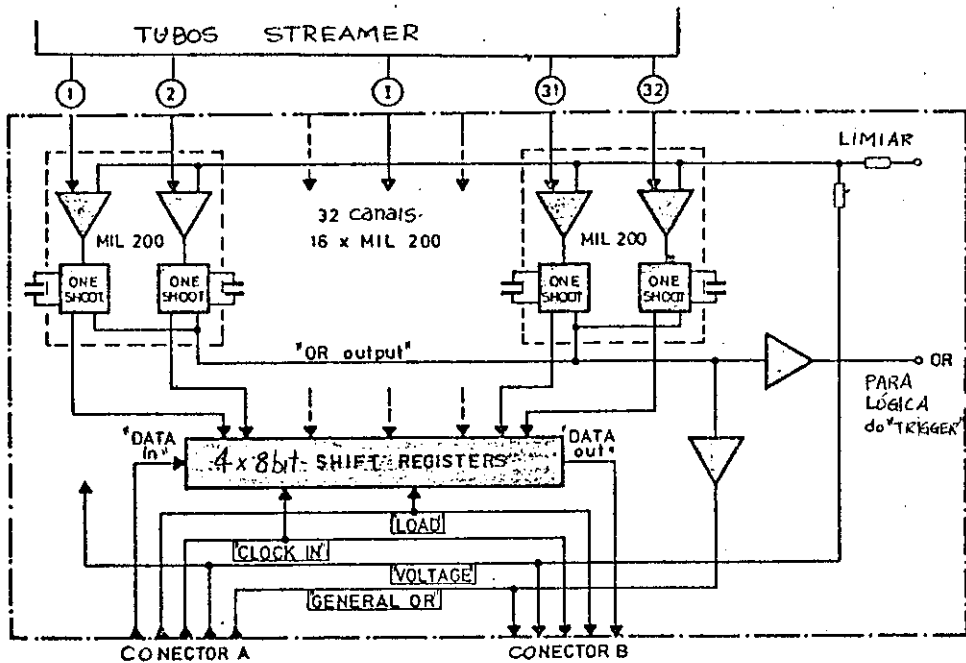 TUBOS STREAMER
1 2 I 31 32
LIMIAR
32 canais.
16 x MIL 200
MIL 200
MIL 200
ONE SHOOT
ONE SHOOT
ONE SHOOT
ONE SHOOT
"OR output"
OR
PARA
LÓGICA
do "TRIGGER"
"DATA
in"
4 x 8bit - SHIFT REGISTERS
"DATA
out"
"LOAD"
"CLOCK IN"
"VOLTAGE"
"GENERAL OR"
CONECTOR A
CONECTOR B